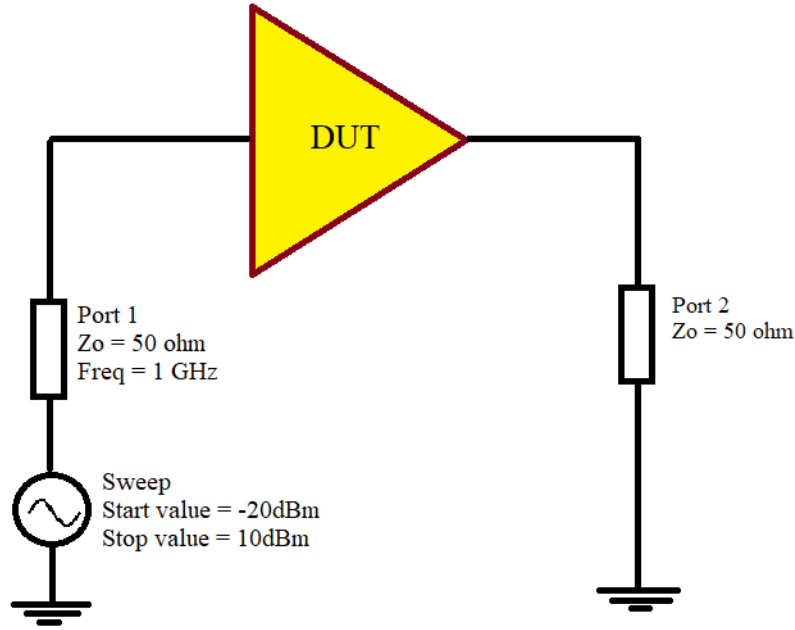 DUT
Port 1
Zo = 50 ohm
Freq = 1 GHz
Port 2
Zo = 50 ohm
Sweep
Start value = -20dBm
Stop value = 10dBm